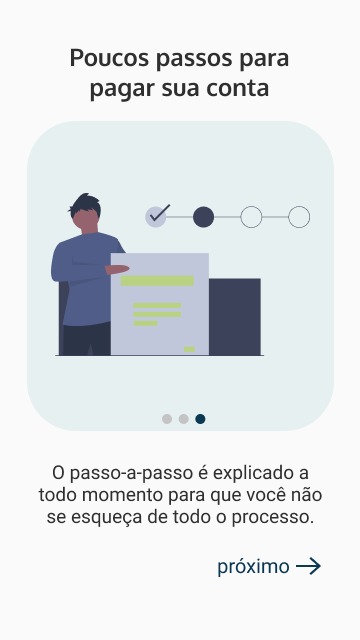 Poucos passos para
pagar sua conta
O passo-a-passo é explicado a
todo momento para que você não
se esqueça de todo o processo.
próximo